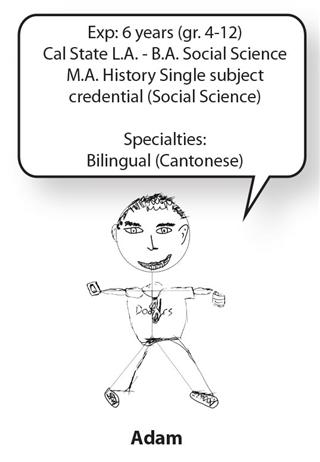 Exp: 6 years (gr. 4-12)
Cal State L.A. - B.A. Social Science
M.A. History Single subject
credential (Social Science)
Specialties:
Bilingual (Cantonese)
Adam